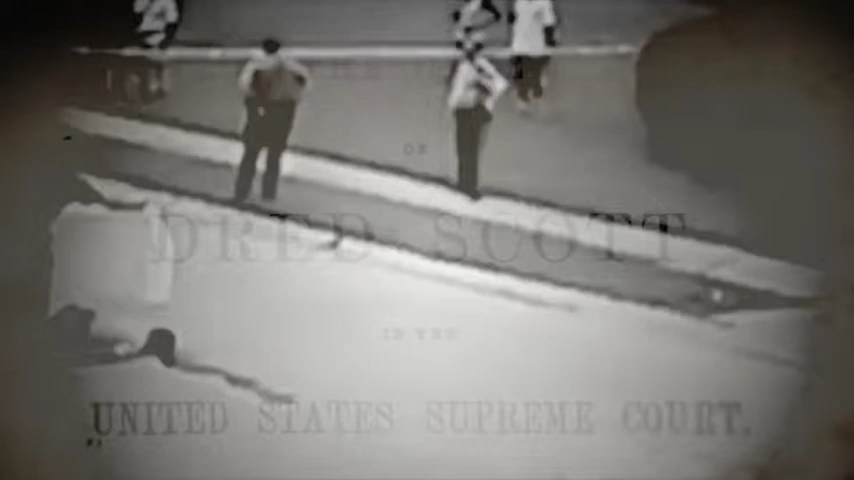 OF
DRED SCOTT
IN THE
UNITED STATES SUPREME COURT.